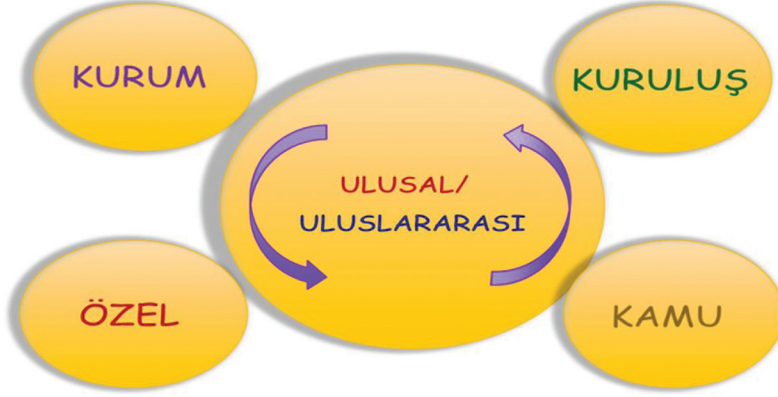 KURUM
KURULUŞ
ULUSAL/
ULUSLARARASI
ÖZEL
KAMU